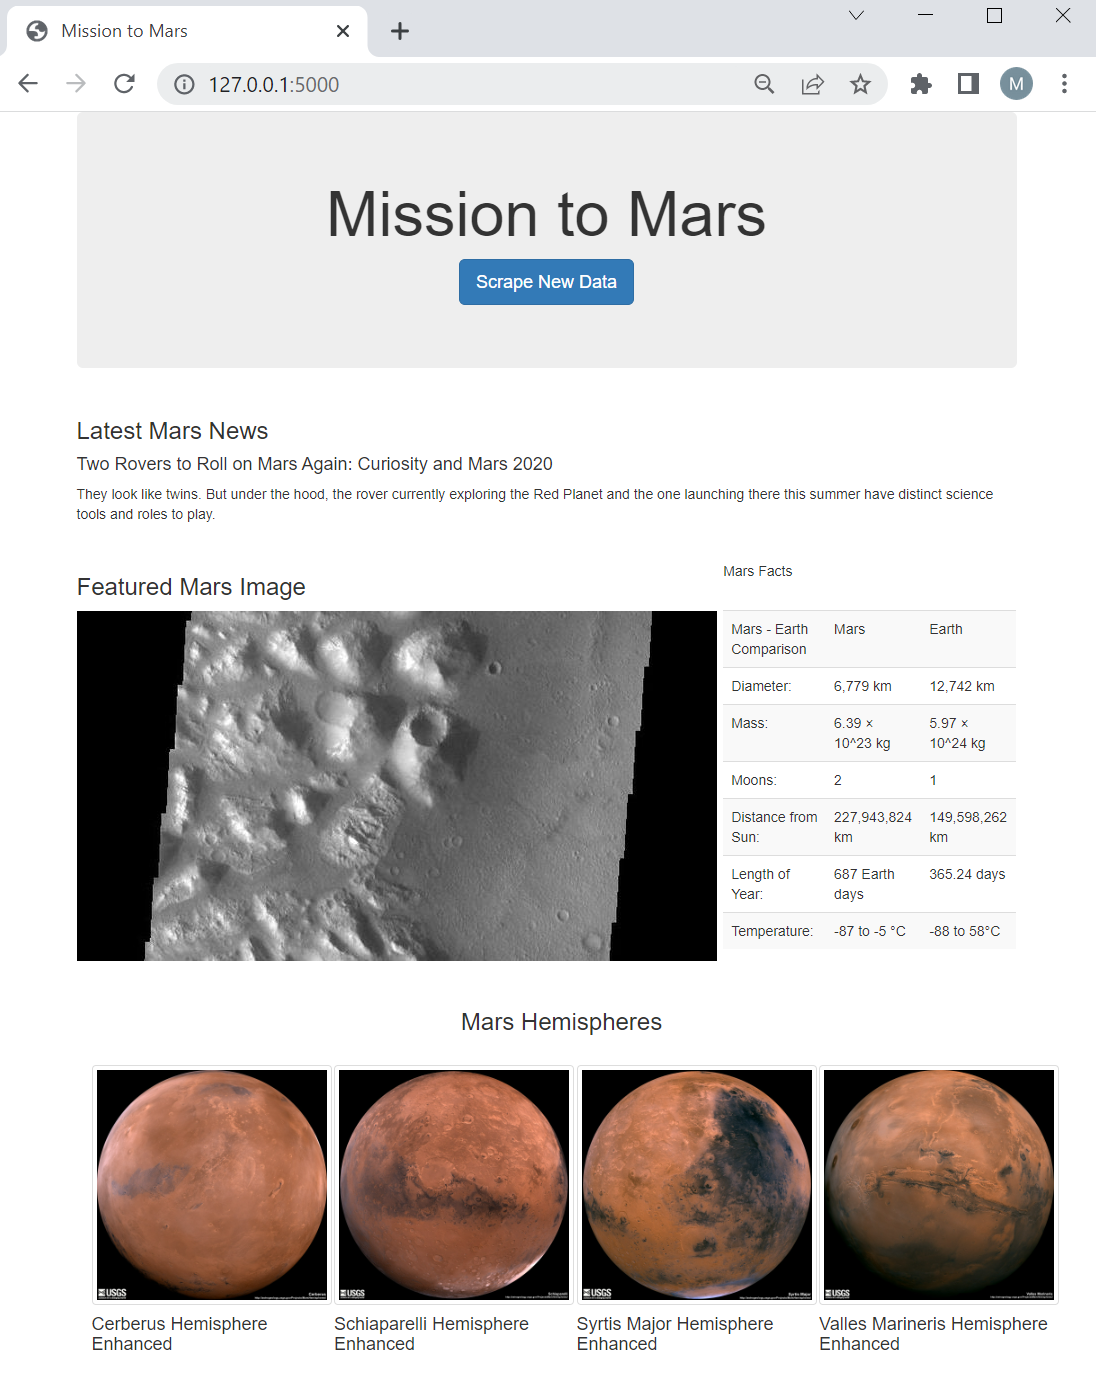 Mission to Mars
127.0.0.1:5000
M
Mission to Mars
Scrape New Data
Latest Mars News
Two Rovers to Roll on Mars Again: Curiosity and Mars 2020
They look like twins. But under the hood, the rover currently exploring the Red Planet and the one launching there this summer have distinct science
tools and roles to play.
Featured Mars Image
Mars Facts
Mars - Earth Comparison Mars Earth
Diameter: 6,779 km 12,742 km
Mass: 6.39 × 10^23 kg 5.97 × 10^24 kg
Moons: 2 1
Distance from Sun: 227,943,824 km 149,598,262 km
Length of Year: 687 Earth days 365.24 days
Temperature: -87 to -5 °C -88 to 58°C
Mars Hemispheres
USGS
USGS
USGS
USGS
Cerberus Hemisphere
Enhanced
Schiaparelli Hemisphere
Enhanced
Syrtis Major Hemisphere
Enhanced
Valles Marineris Hemisphere
Enhanced